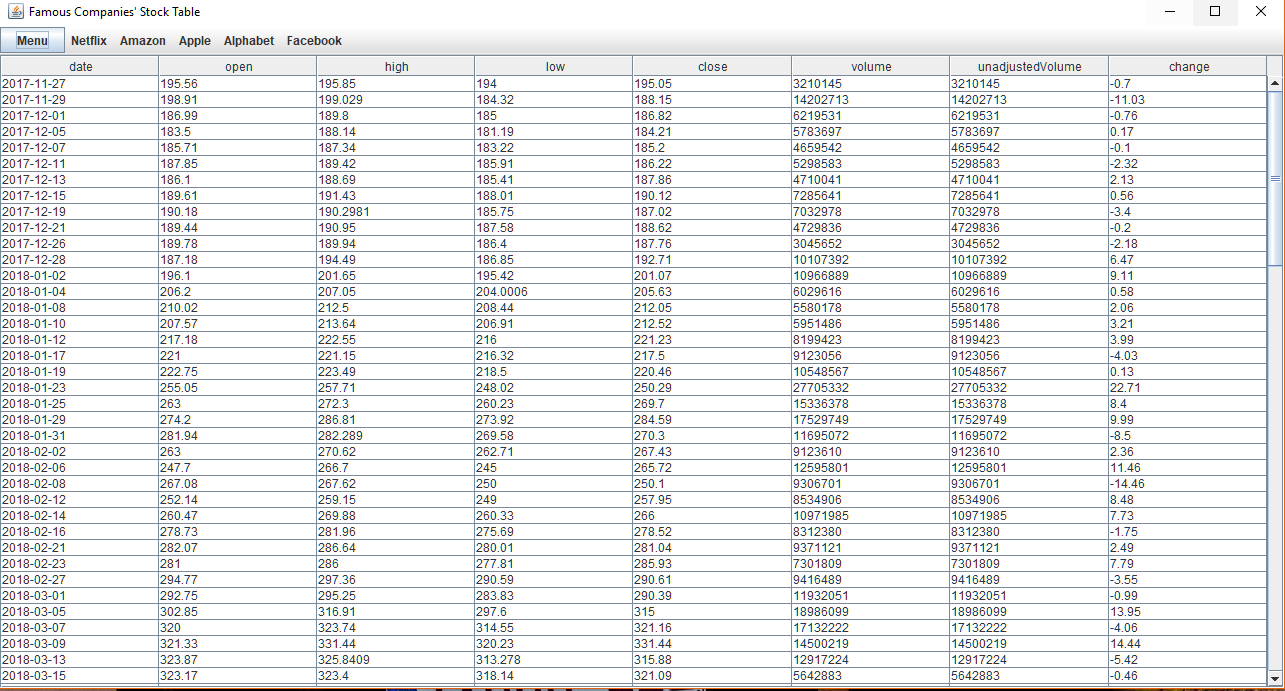 Famous Companies' Stock Table
Menu Netflix Amazon Apple Alphabet Facebook
date open high low close volume unadjustedVolume change
2017-11-27 195.56 195.85 194 195.05 3210145 3210145 -0.7
2017-11-29 198.91 199.029 184.32 188.15 14202713 14202713 -11.03
2017-12-01 186.99 189.8 185 186.82 6219531 6219531 -0.76
2017-12-05 183.5 188.14 181.19 184.21 5783697 5783697 0.17
2017-12-07 185.71 187.34 183.22 185.2 4659542 4659542 -0.1
2017-12-11 187.85 189.42 185.91 186.22 5298583 5298583 -2.32
2017-12-13 186.1 188.69 185.41 187.86 4710041 4710041 2.13
2017-12-15 189.61 191.43 188.01 190.12 7285641 7285641 0.56
2017-12-19 190.18 190.2981 185.75 187.02 7032978 7032978 -3.4
2017-12-21 189.44 190.95 187.58 188.62 4729836 4729836 -0.2
2017-12-26 189.78 189.94 186.4 187.76 3045652 3045652 -2.18
2017-12-28 187.18 194.49 186.85 192.71 10107392 10107392 6.47
2018-01-02 196.1 201.65 195.42 201.07 10966889 10966889 9.11
2018-01-04 206.2 207.05 204.0006 205.63 6029616 6029616 0.58
2018-01-08 210.02 212.5 208.44 212.05 5580178 5580178 2.06
2018-01-10 207.57 213.64 206.91 212.52 5951486 5951486 3.21
2018-01-12 217.18 222.55 216 221.23 8199423 8199423 3.99
2018-01-17 221 221.15 216.32 217.5 9123056 9123056 -4.03
2018-01-19 222.75 223.49 218.5 220.46 10548567 10548567 0.13
2018-01-23 255.05 257.71 248.02 250.29 27705332 27705332 22.71
2018-01-25 263 272.3 260.23 269.7 15336378 15336378 8.4
2018-01-29 274.2 286.81 273.92 284.59 17529749 17529749 9.99
2018-01-31 281.94 282.289 269.58 270.3 11695072 11695072 -8.5
2018-02-02 263 270.62 262.71 267.43 9123610 9123610 2.36
2018-02-06 247.7 266.7 245 265.72 12595801 12595801 11.46
2018-02-08 267.08 267.62 250 250.1 9306701 9306701 -14.46
2018-02-12 252.14 259.15 249 257.95 8534906 8534906 8.48
2018-02-14 260.47 269.88 260.33 266 10971985 10971985 7.73
2018-02-16 278.73 281.96 275.69 278.52 8312380 8312380 -1.75
2018-02-21 282.07 286.64 280.01 281.04 9371121 9371121 2.49
2018-02-23 281 286 277.81 285.93 7301809 7301809 7.79
2018-02-27 294.77 297.36 290.59 290.61 9416489 9416489 -3.55
2018-03-01 292.75 295.25 283.83 290.39 11932051 11932051 -0.99
2018-03-05 302.85 316.91 297.6 315 18986099 18986099 13.95
2018-03-07 320 323.74 314.55 321.16 17132222 17132222 -4.06
2018-03-09 321.33 331.44 320.23 331.44 14500219 14500219 14.44
2018-03-13 323.87 325.8409 313.278 315.88 12917224 12917224 -5.42
2018-03-15 323.17 323.4 318.14 321.09 5642883 5642883 -0.46